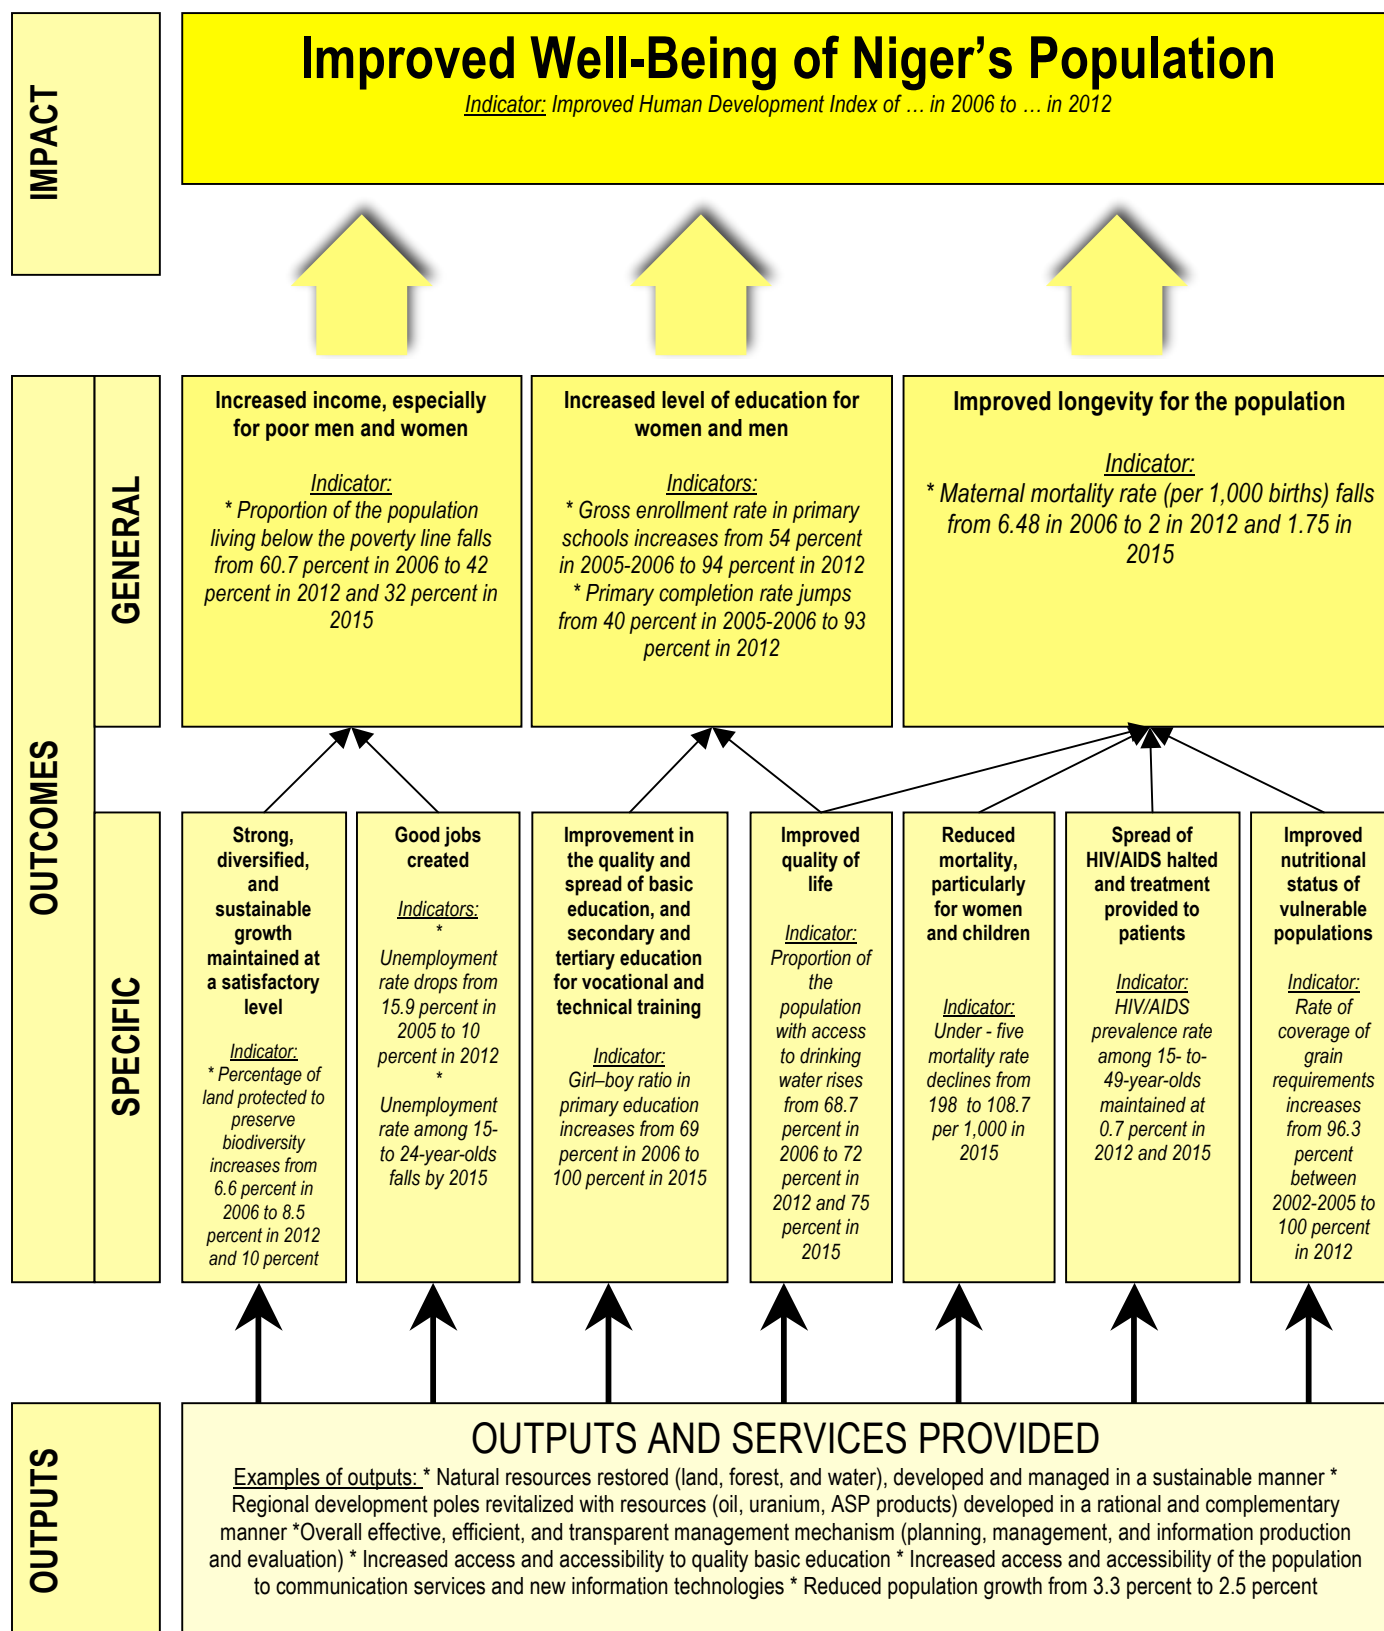 IMPACT
Improved Well-Being of Niger’s Population
Indicator: Improved Human Development Index of … in 2006 to … in 2012
OUTCOMES
GENERAL
Increased income, especially
for poor men and women
Indicator:
* Proportion of the population
living below the poverty line falls
from 60.7 percent in 2006 to 42
percent in 2012 and 32 percent in
2015
Increased level of education for
women and men
Indicators:
* Gross enrollment rate in primary
schools increases from 54 percent
in 2005-2006 to 94 percent in 2012
* Primary completion rate jumps
from 40 percent in 2005-2006 to 93
percent in 2012
Improved longevity for the population
Indicator:
* Maternal mortality rate (per 1,000 births) falls
from 6.48 in 2006 to 2 in 2012 and 1.75 in
2015
SPECIFIC
Strong,
diversified,
and
sustainable
growth
maintained at
a satisfactory
level
Indicator:
* Percentage of
land protected to
preserve
biodiversity
increases from
6.6 percent in
2006 to 8.5
percent in 2012
and 10 percent
Good jobs
created
Indicators:
*
Unemployment
rate drops from
15.9 percent in
2005 to 10
percent in 2012
*
Unemployment
rate among 15-
to 24-year-olds
falls by 2015
Improvement in
the quality and
spread of basic
education, and
secondary and
tertiary education
for vocational and
technical training
Indicator:
Girl–boy ratio in
primary education
increases from 69
percent in 2006 to
100 percent in 2015
Improved
quality of
life
Indicator:
Proportion of
the
population
with access
to drinking
water rises
from 68.7
percent in
2006 to 72
percent in
2012 and 75
percent in
2015
Reduced
mortality,
particularly
for women
and children
Indicator:
Under - five
mortality rate
declines from
198 to 108.7
per 1,000 in
2015
Spread of
HIV/AIDS halted
and treatment
provided to
patients
Indicator:
HIV/AIDS
prevalence rate
among 15- to-
49-year-olds
maintained at
0.7 percent in
2012 and 2015
Improved
nutritional
status of
vulnerable
populations
Indicator:
Rate of
coverage of
grain
requirements
increases
from 96.3
percent
between
2002-2005 to
100 percent
in 2012
OUTPUTS
OUTPUTS AND SERVICES PROVIDED
Examples of outputs: * Natural resources restored (land, forest, and water), developed and managed in a sustainable manner *
Regional development poles revitalized with resources (oil, uranium, ASP products) developed in a rational and complementary
manner *Overall effective, efficient, and transparent management mechanism (planning, management, and information production
and evaluation) * Increased access and accessibility to quality basic education * Increased access and accessibility of the population
to communication services and new information technologies * Reduced population growth from 3.3 percent to 2.5 percent